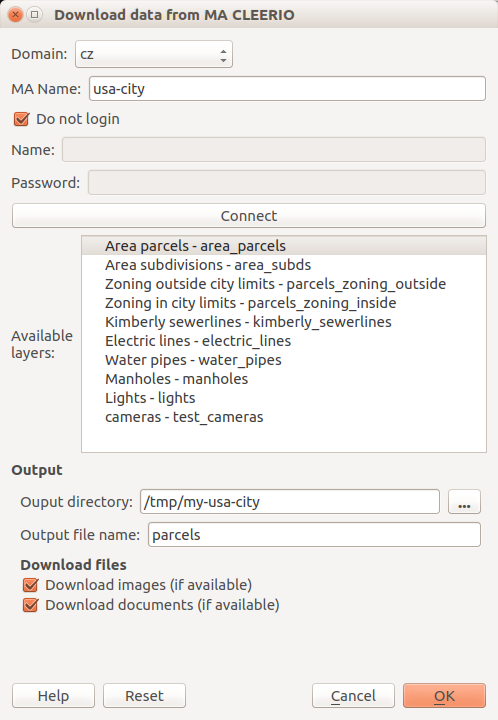 Download data from MA CLEERIO
Domain: cz
MA Name: usa-city
Do not login
Name:
Password:
Connect
Available layers:
Area parcels - area_parcels
Area subdivisions - area_subds
Zoning outside city limits - parcels_zoning_outside
Zoning in city limits - parcels_zoning_inside
Kimberly sewerlines - kimberly_sewerlines
Electric lines - electric_lines
Water pipes - water_pipes
Manholes - manholes
Lights - lights
cameras - test_cameras
Output
Ouput directory: /tmp/my-usa-city ...
Output file name: parcels
Download files
Download images (if available)
Download documents (if available)
Help Reset Cancel OK